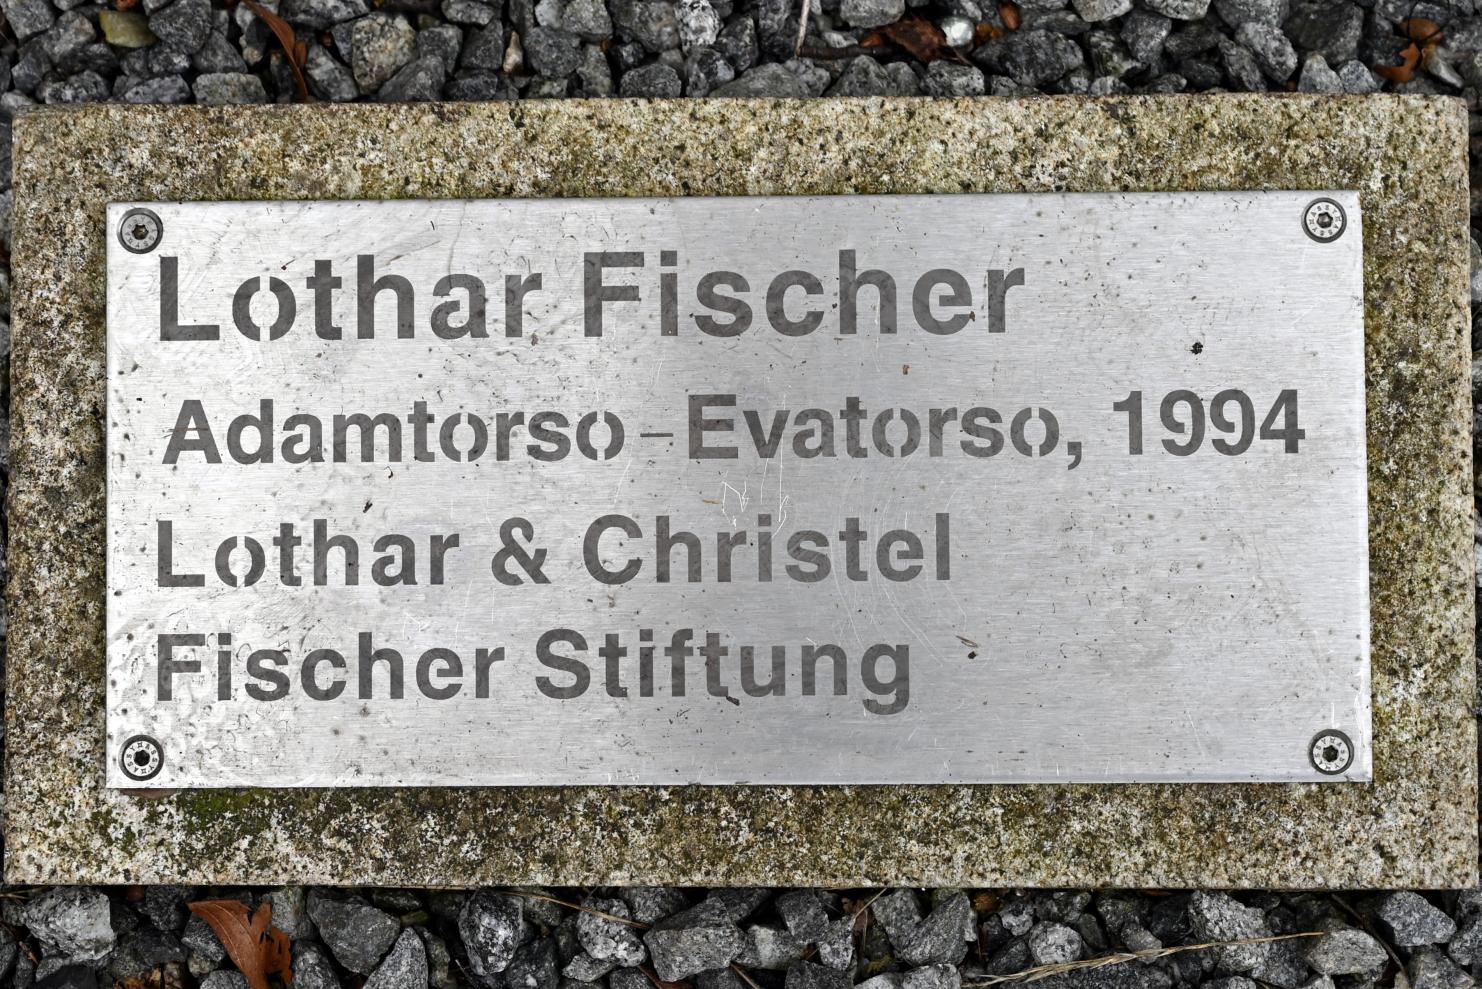 Lothar Fischer
Adamtorso – Evatorso, 1994
Lothar & Christel
Fischer Stiftung